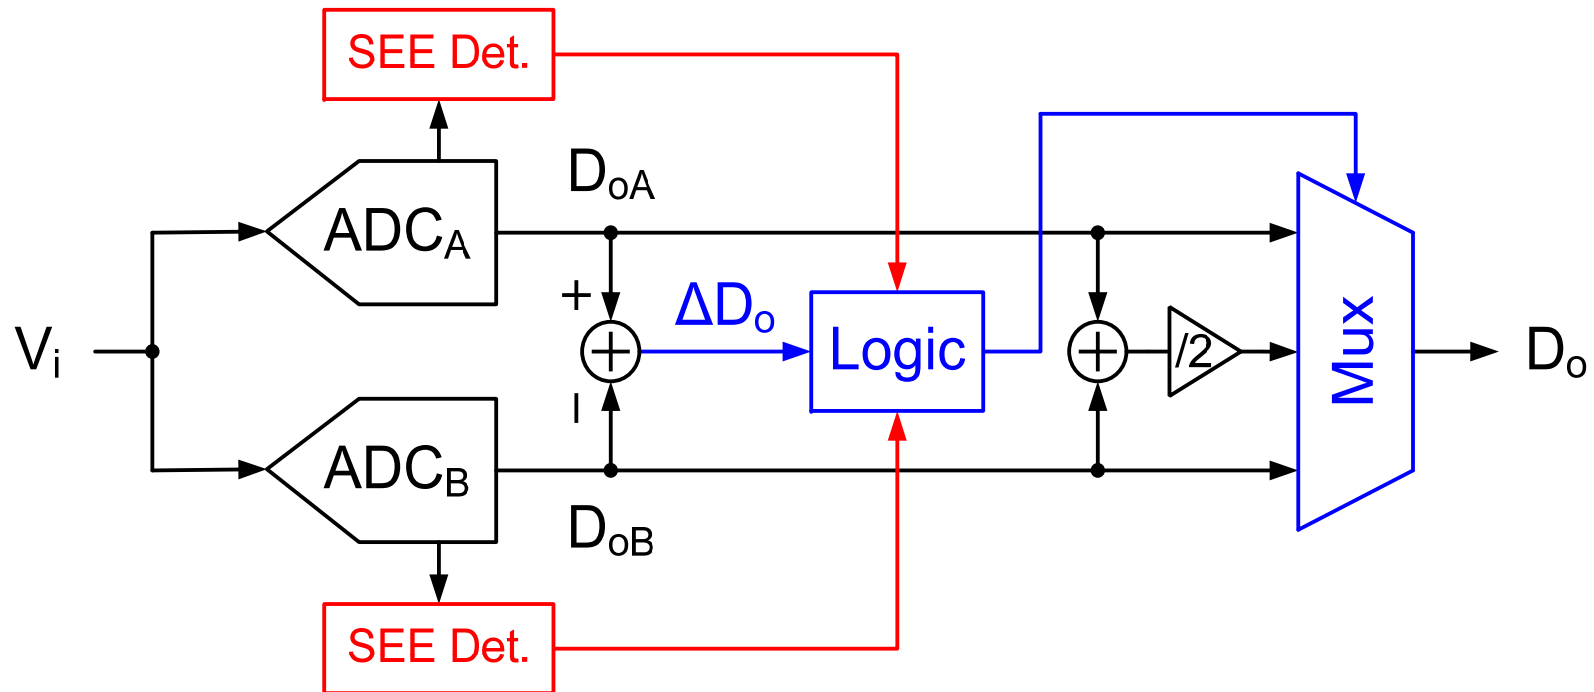 SEE Det.
DoA
ADCA
+
ΔDo
Vi
Logic
/2
Mux
Do
ADCB
DoB
SEE Det.